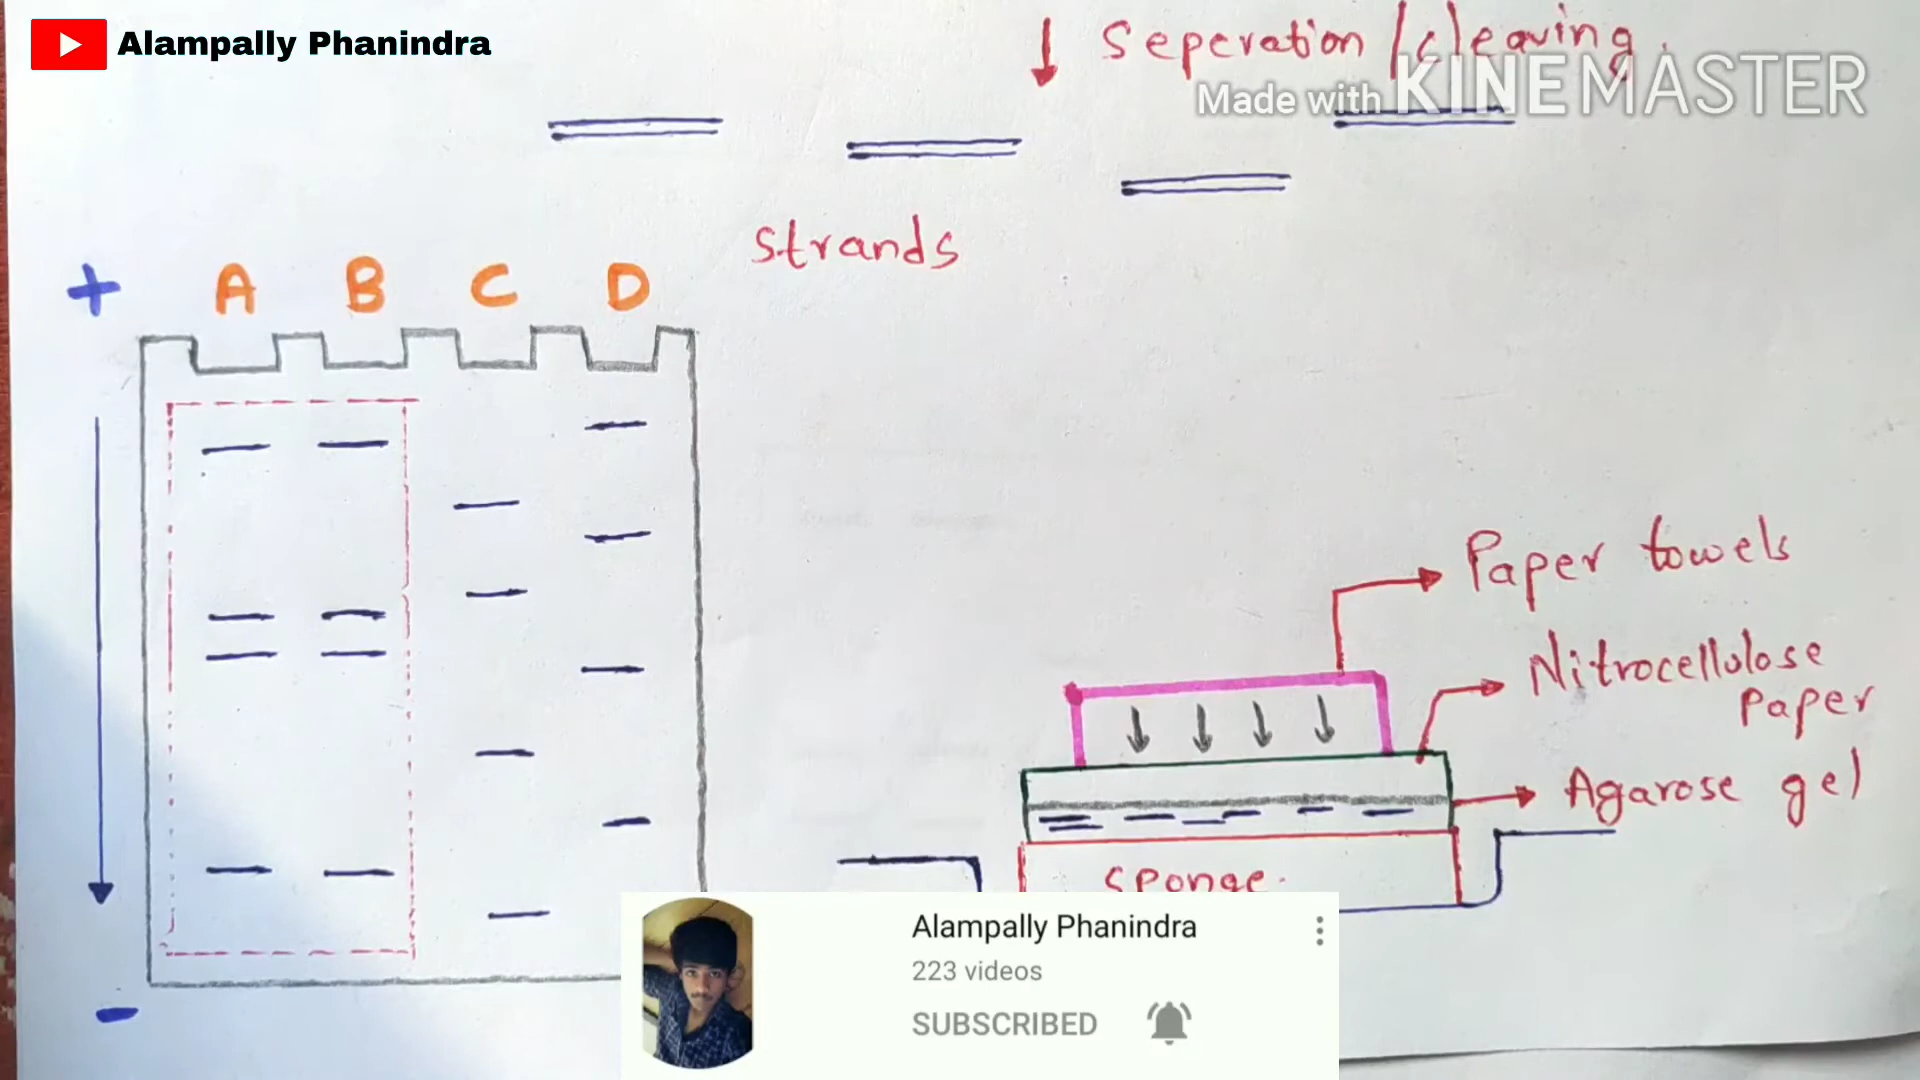 Alampally Phanindra
Seperation / cleaving.
Made with KINEMASTER
strands
+ A B C D
Paper towels
Nitrocellulose
Paper
Agarose gel
Sponge.
-
Alampally Phanindra
223 videos
SUBSCRIBED